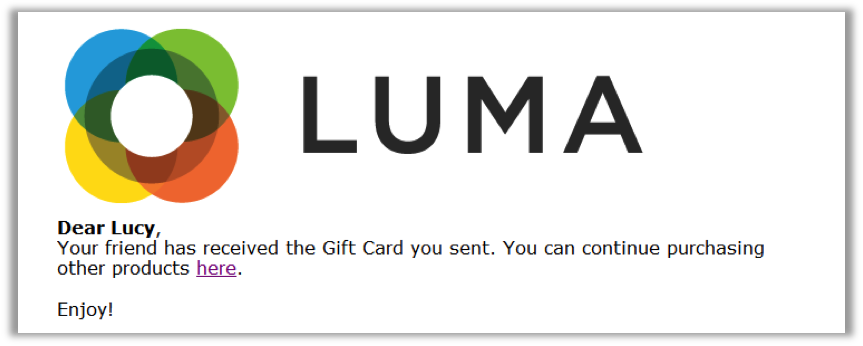 LUMA
Dear Lucy,
Your friend has received the Gift Card you sent. You can continue purchasing
other products here.
Enjoy!